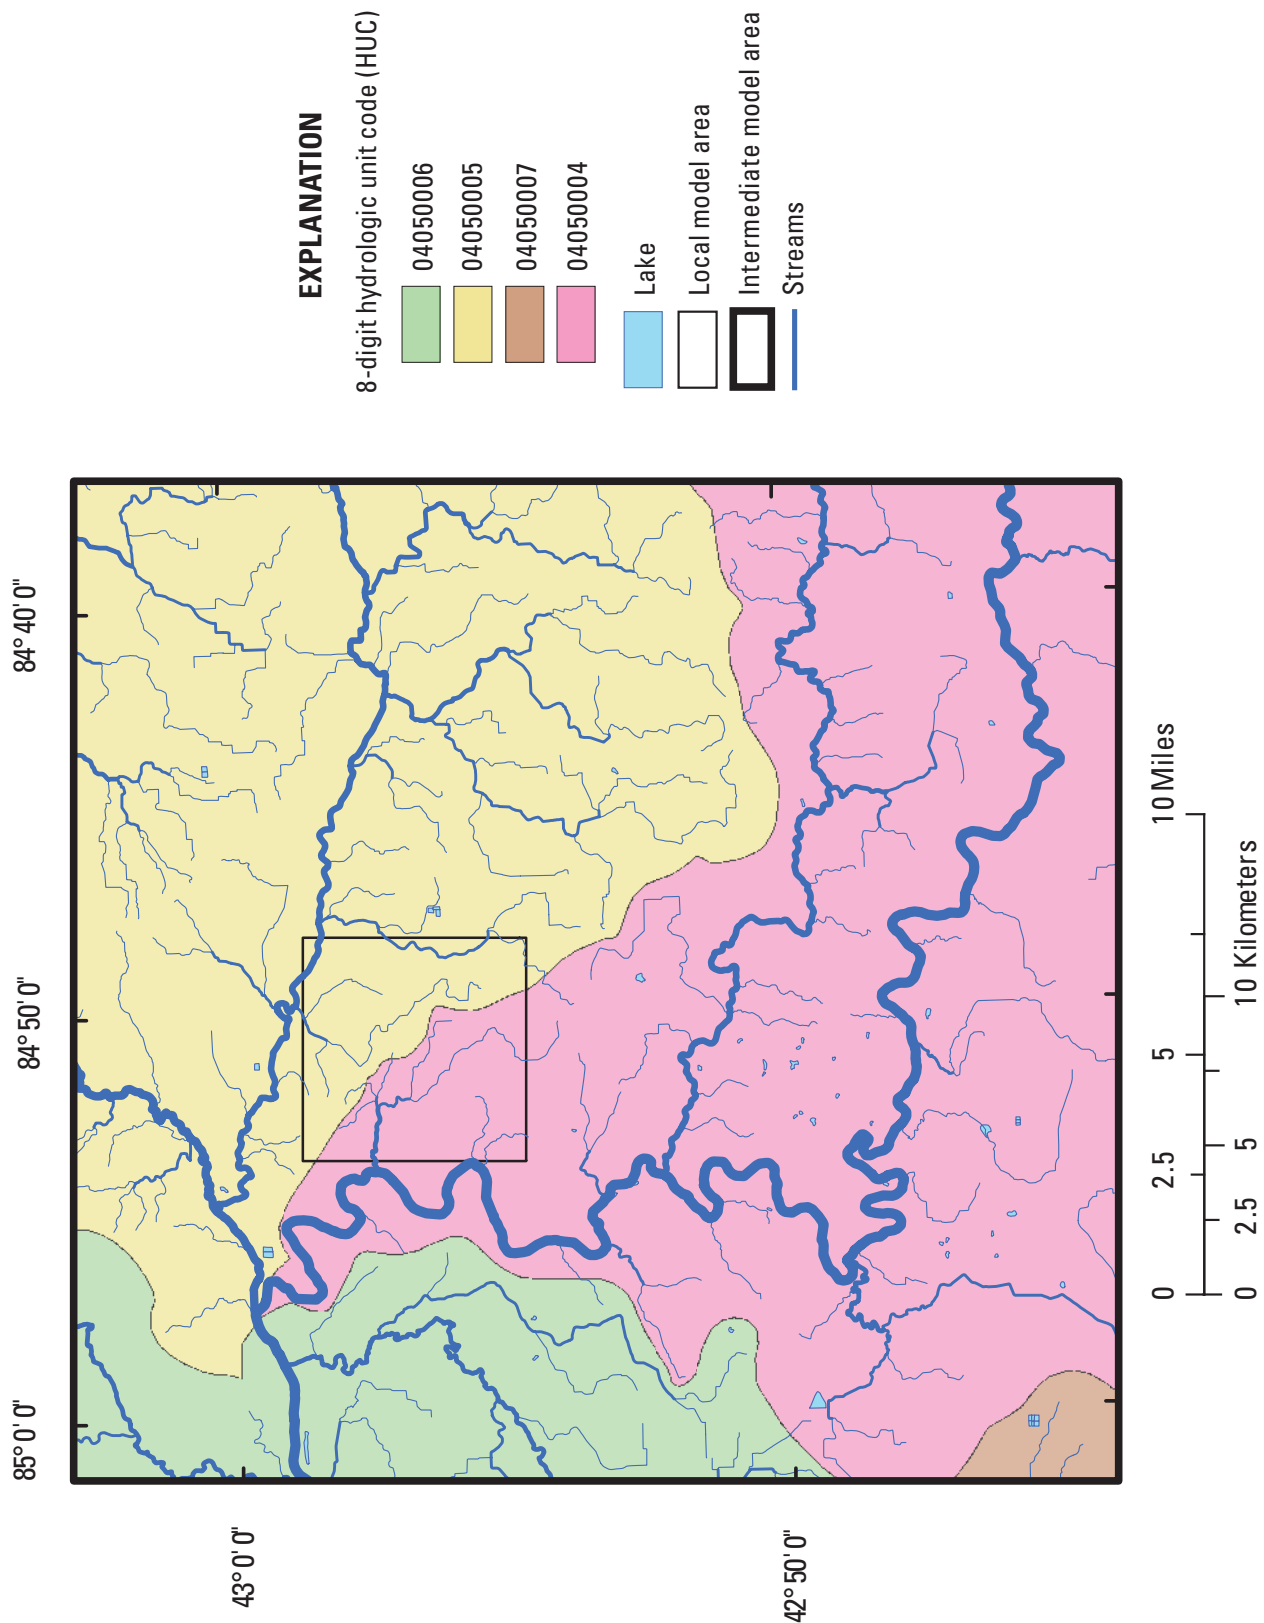 EXPLANATION
8-digit hydrologic unit code (HUC)
04050006
04050005
04050007
04050004
Lake
Local model area
Intermediate model area
Streams
85° 0' 0"
84° 50' 0"
84° 40' 0"
43° 0' 0"
42° 50' 0"
0 2.5 5 10 Miles
0 2.5 5 10 Kilometers